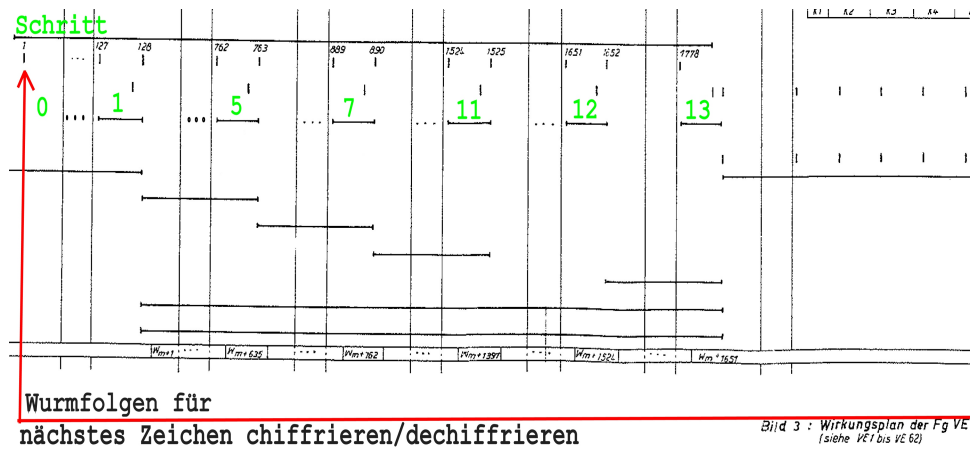 K1 K2 K3 K4
Schritt
1 ... 127 128 762 763 889 890 1524 1525 1651 1652 1778
0 ... 1 ... 5 ... 7 ... 11 ... 12 13
Wm+1 .... Wm+635 .... Wm+762 .... Wm+1397 .... Wm+1524 .... Wm+1651
Wurmfolgen für
nächstes Zeichen chiffrieren/dechiffrieren
Bild 3 : Wirkungsplan der Fg VE
(siehe VE1 bis VE 62)